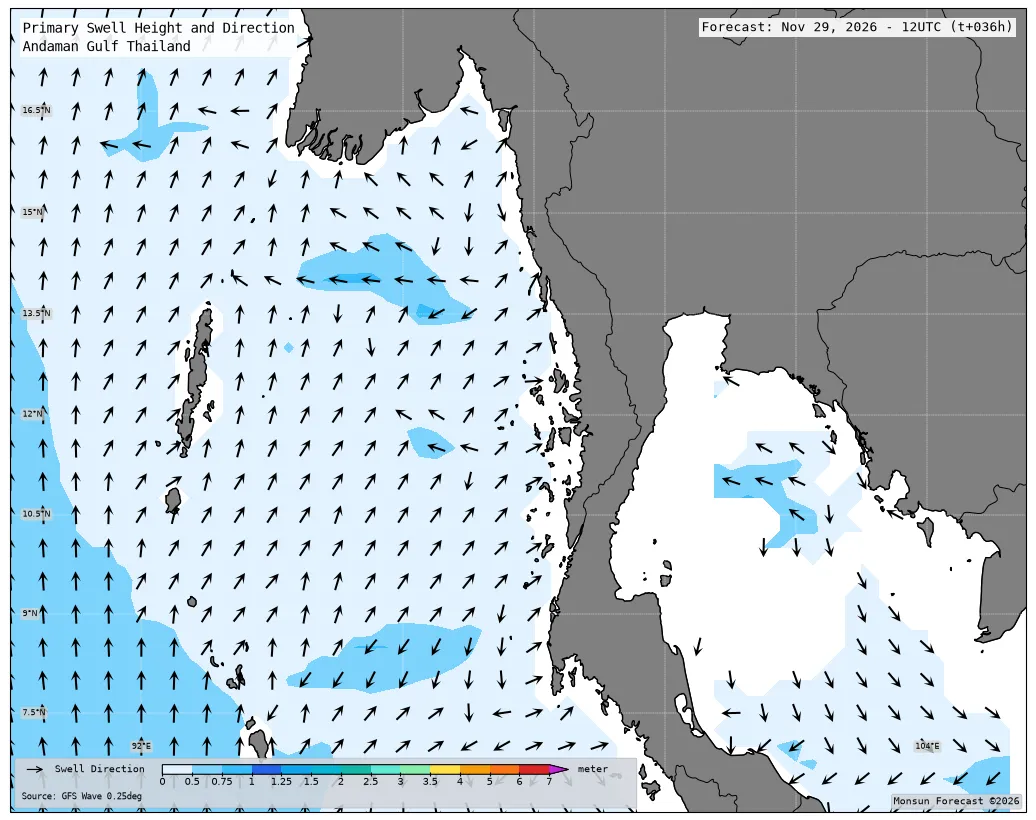 Primary Swell Height and Direction
Andaman Gulf Thailand
Forecast: Nov 29, 2026 - 12UTC (t+036h)
16.5°N
15°N
13.5°N
12°N
10.5°N
9°N
7.5°N
92°E
104°E
Swell Direction
meter
0 0.5 0.75 1 1.25 1.5 2 2.5 3 3.5 4 5 6 7
Source: GFS Wave 0.25deg
Monsun Forecast ©2026